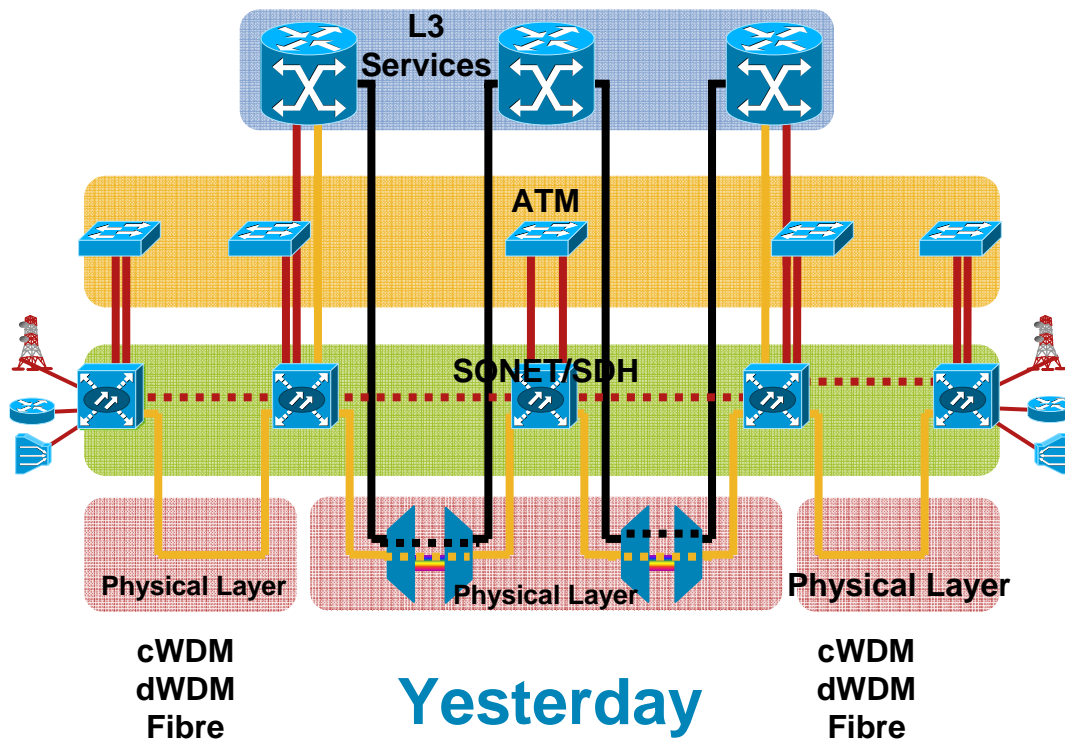 L3
Services
ATM
SONET/SDH
Physical Layer
Physical Layer
Physical Layer
cWDM
dWDM
Fibre
Yesterday
cWDM
dWDM
Fibre